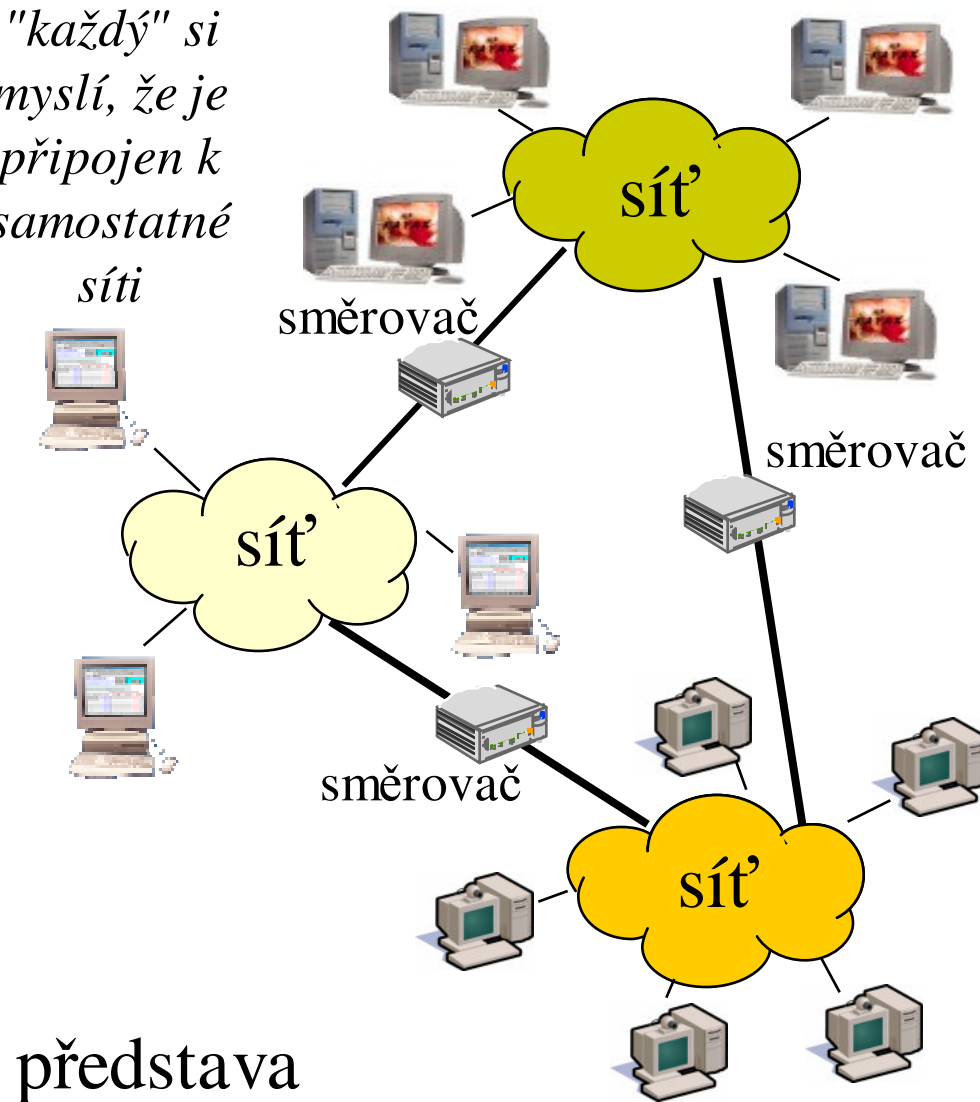 "každý" si
myslí, že je
připojen k
samostatné
síti
síť
směrovač
směrovač
síť
směrovač
síť
představa